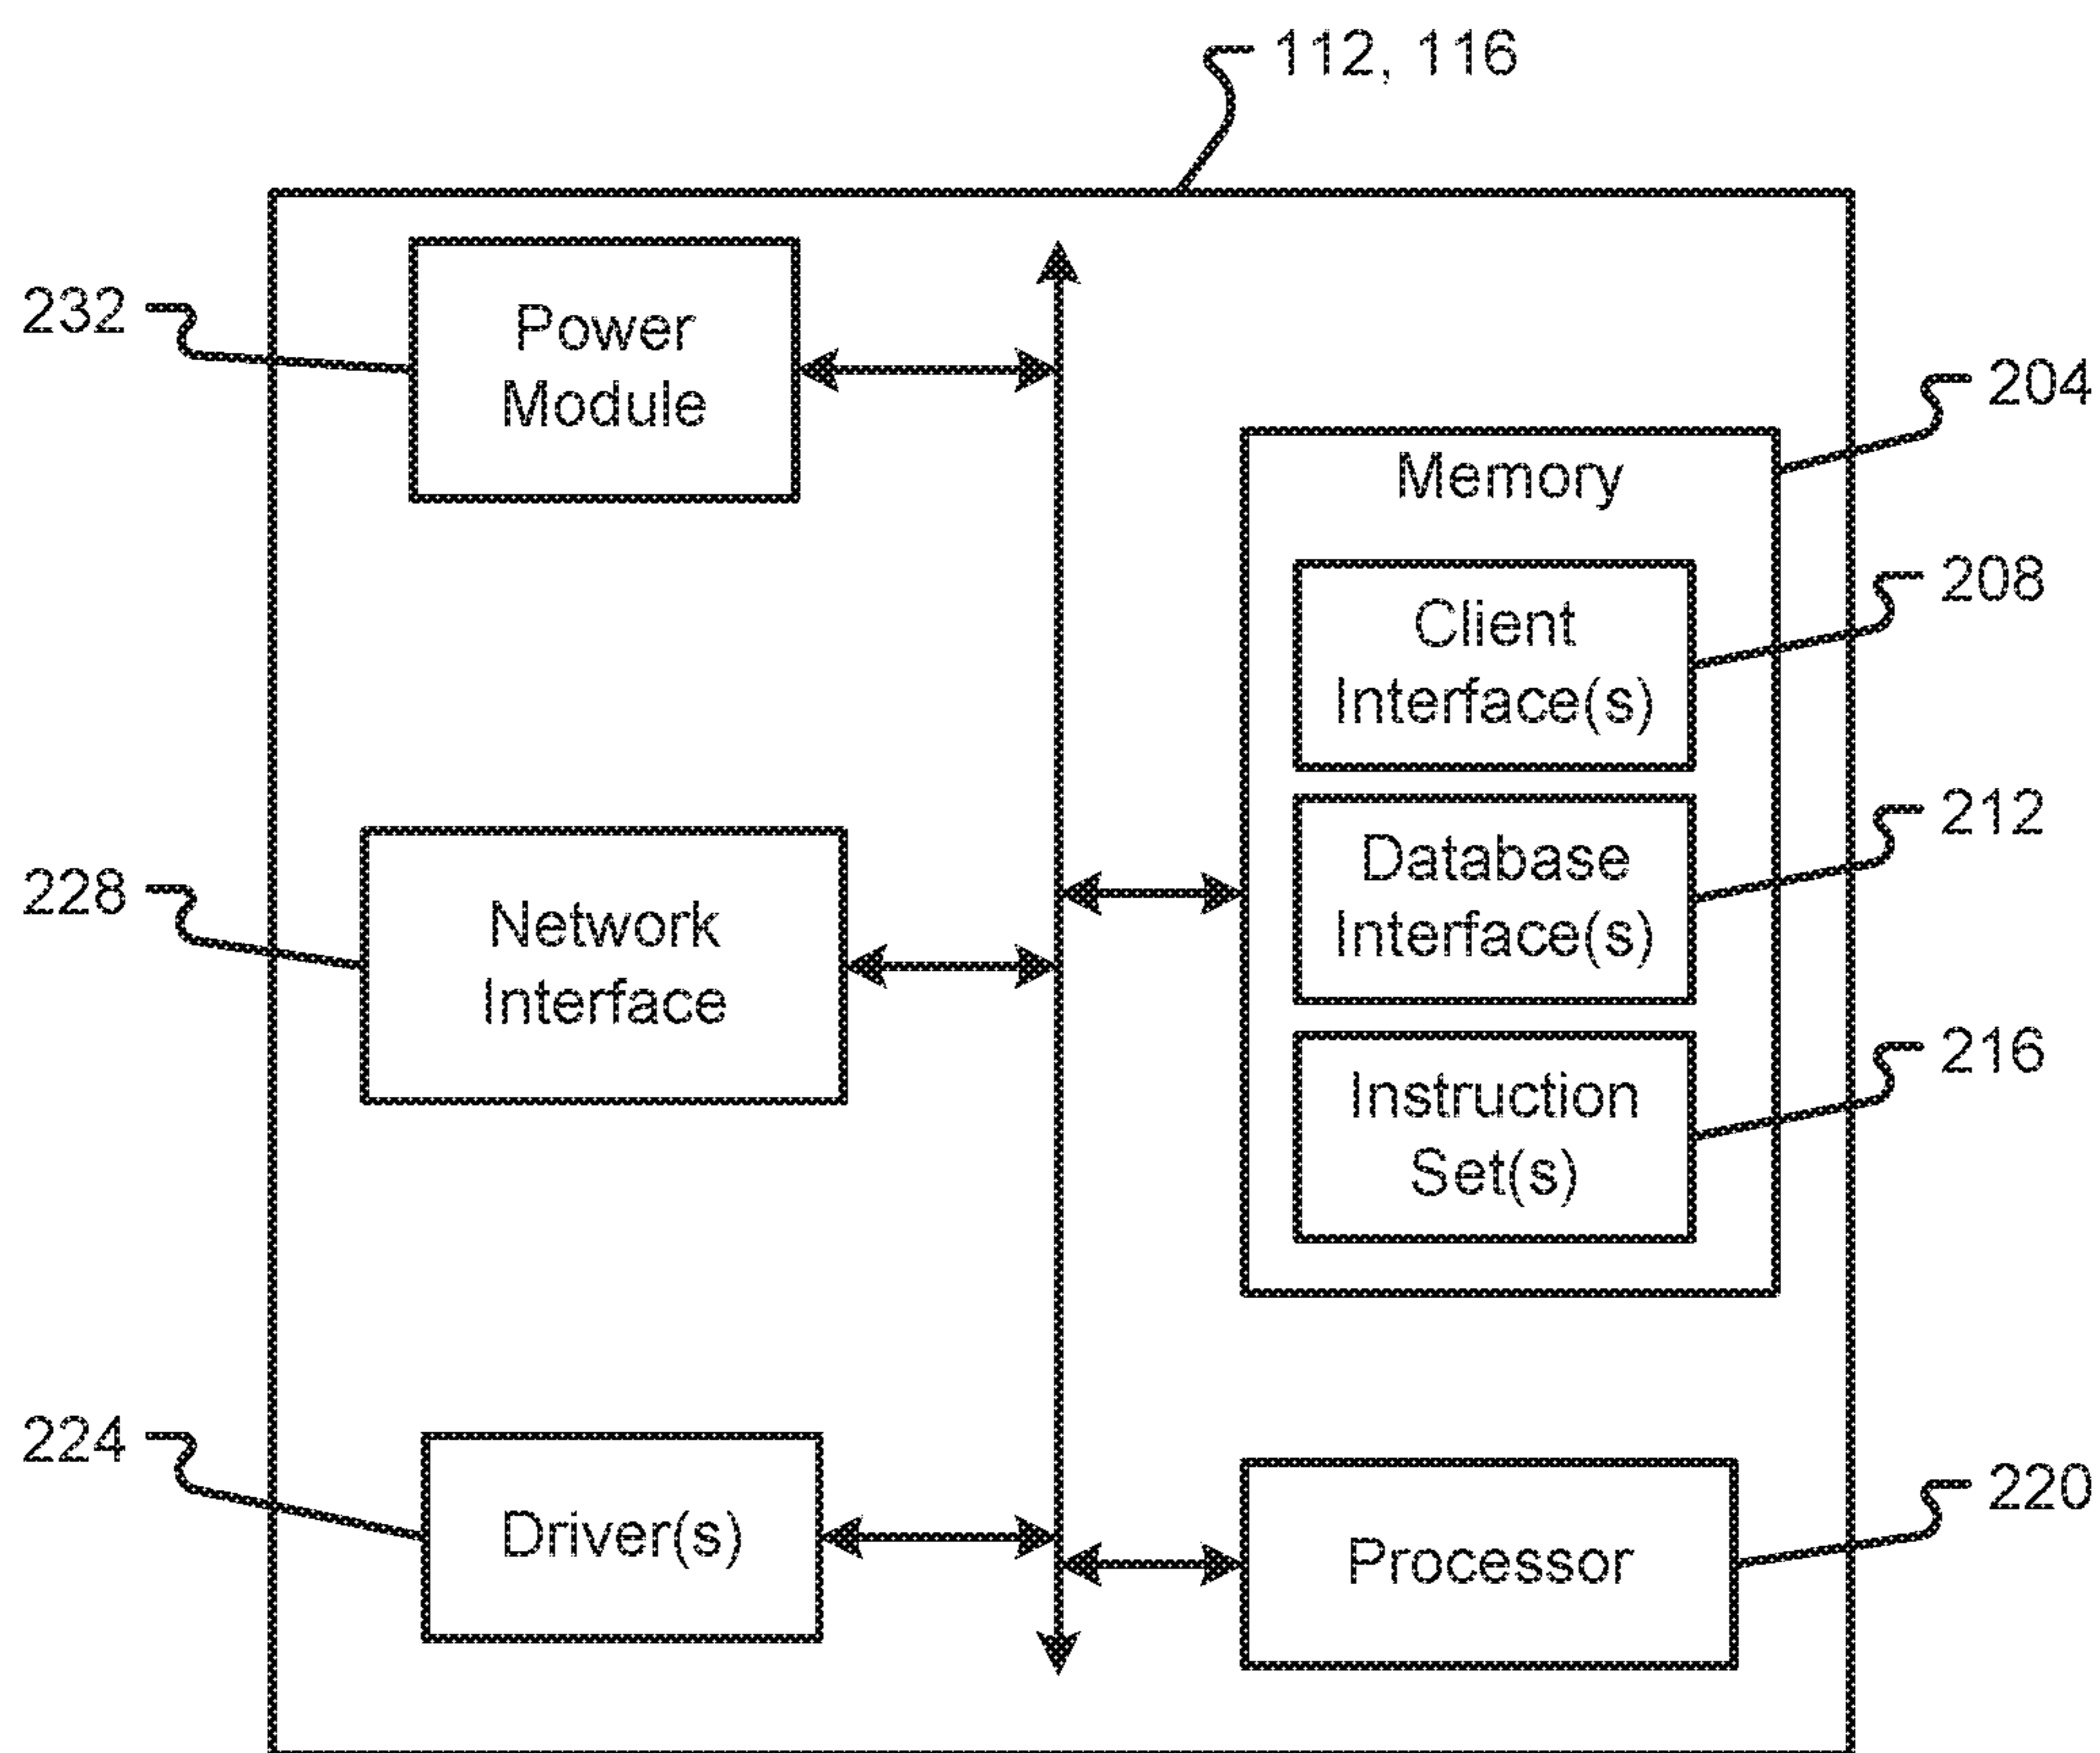 112, 116
232
Power
Module
204
Memory
208
Client
Interface(s)
212
Database
Interface(s)
228
Network
Interface
216
Instruction
Set(s)
224
Driver(s)
220
Processor